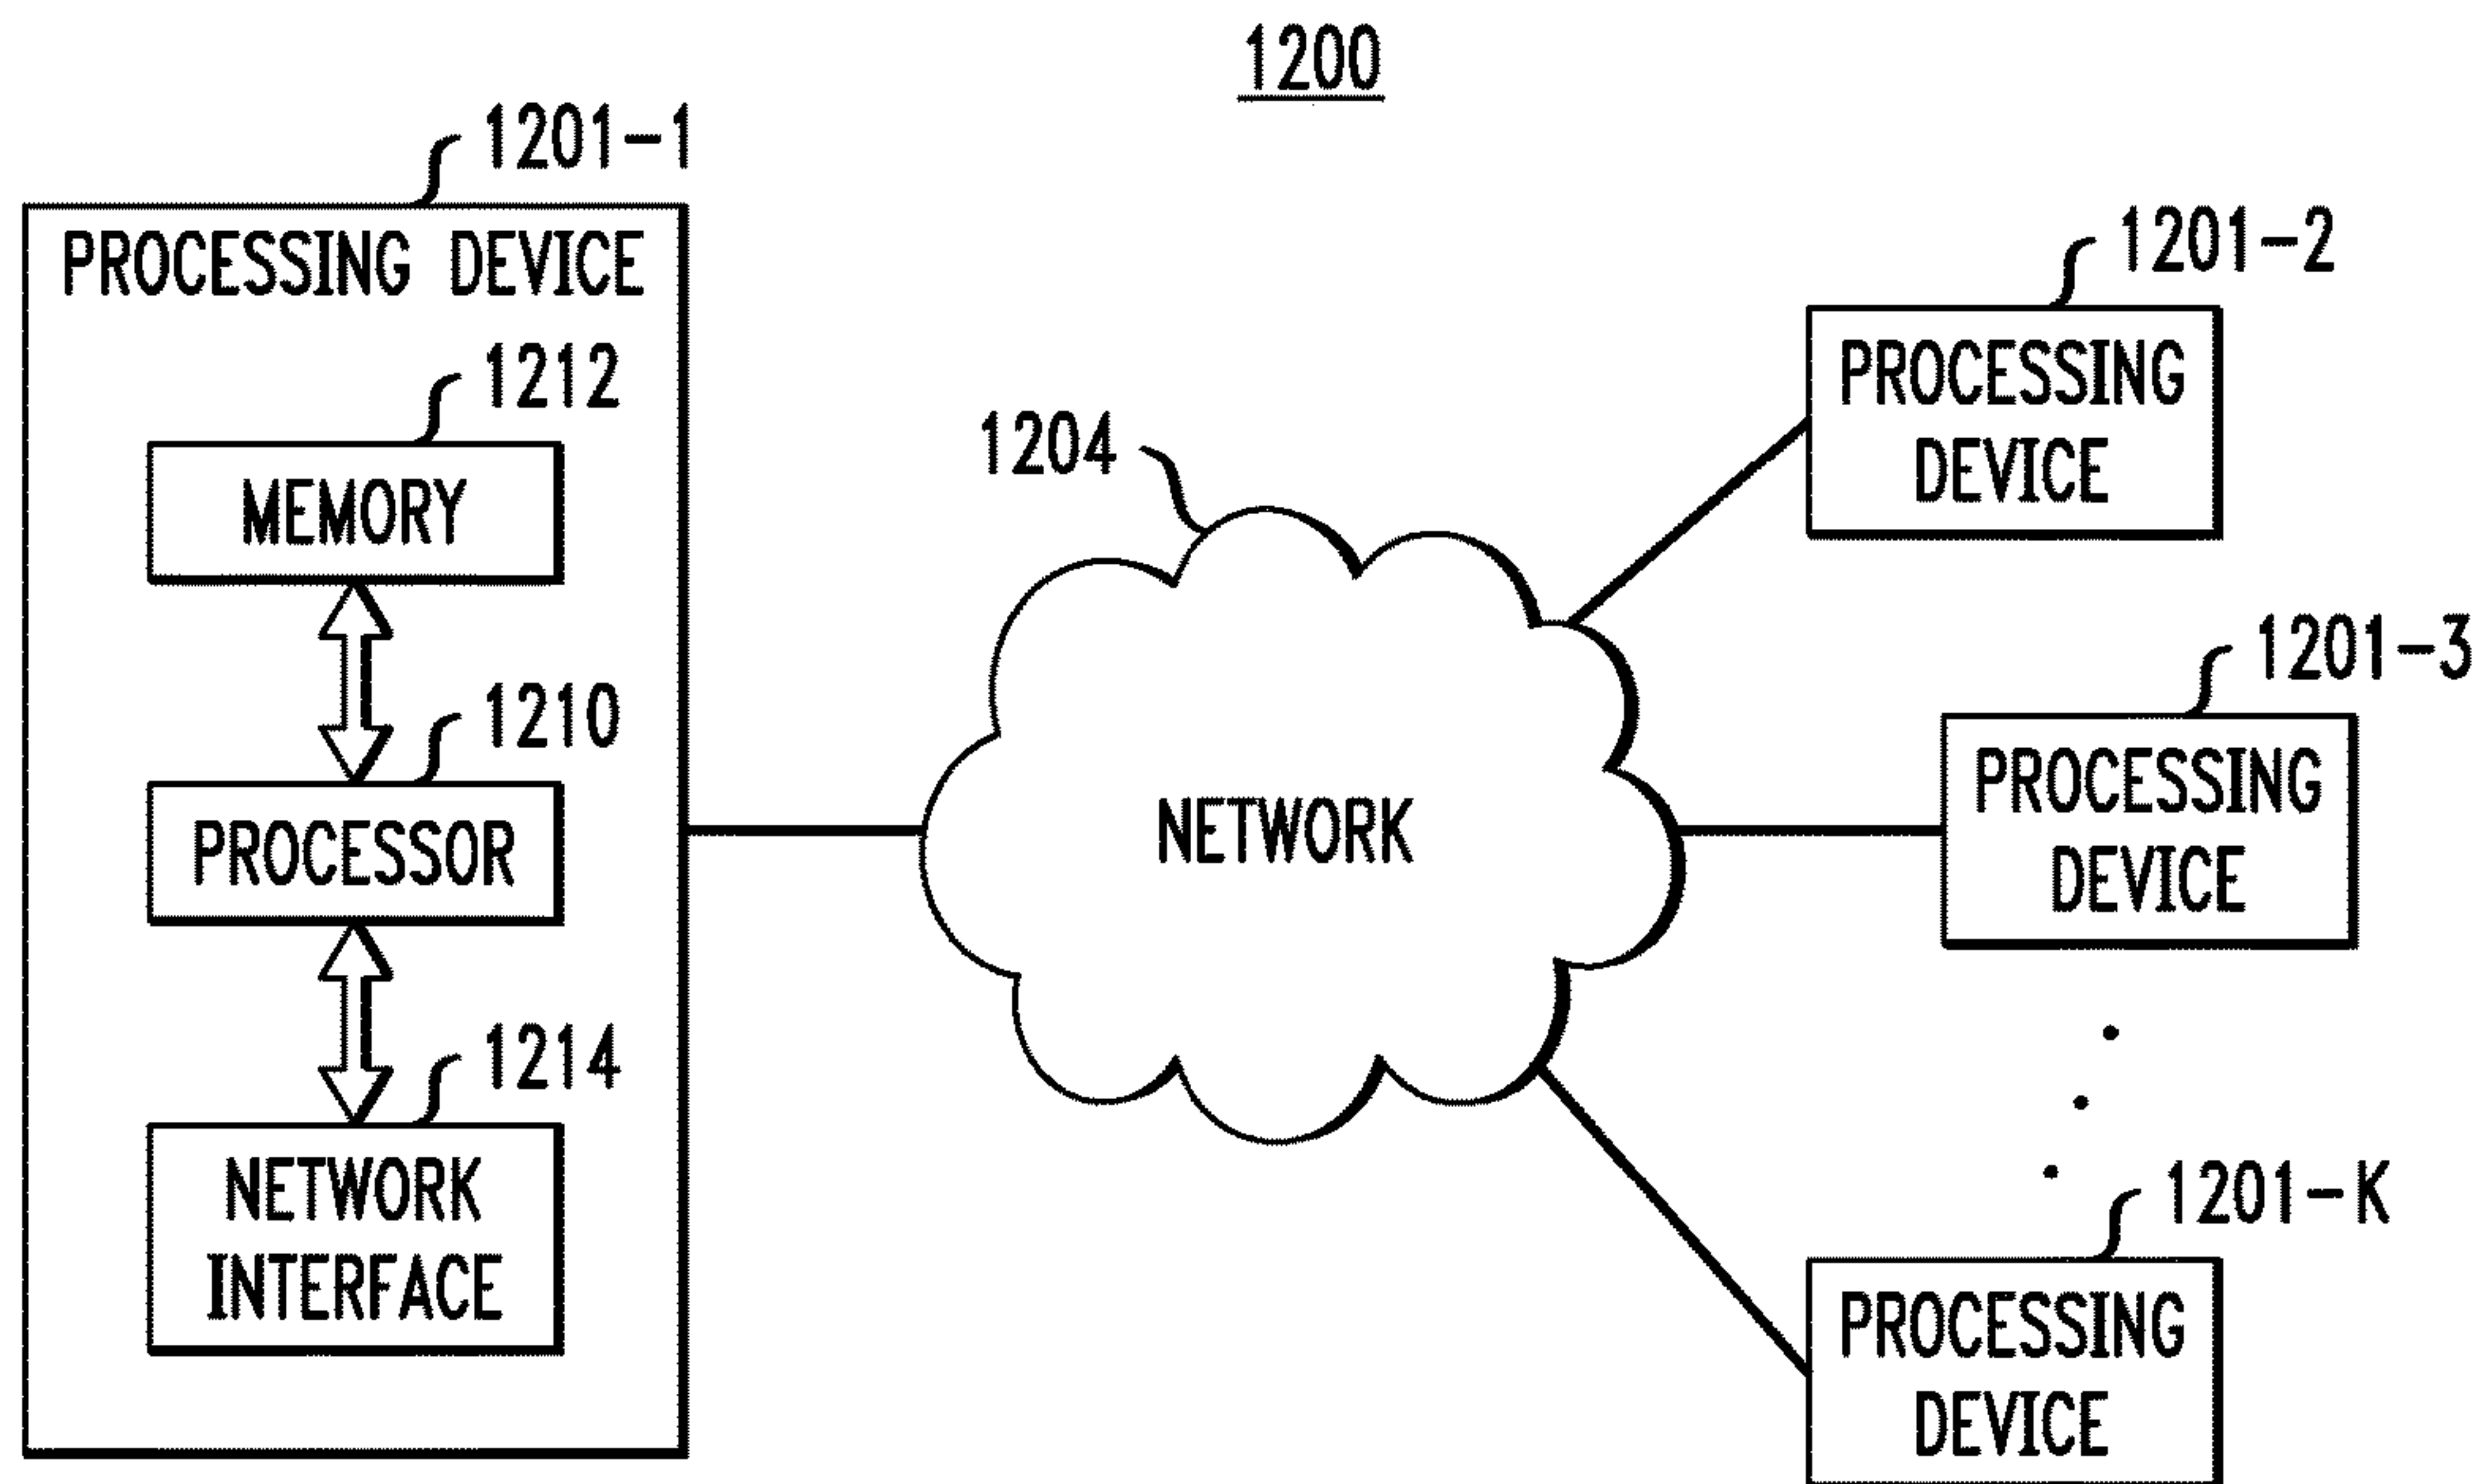 1200
1201-1
PROCESSING DEVICE
1212
MEMORY
1210
PROCESSOR
1214
NETWORK
INTERFACE
1204
NETWORK
1201-2
PROCESSING
DEVICE
1201-3
PROCESSING
DEVICE
1201-K
PROCESSING
DEVICE